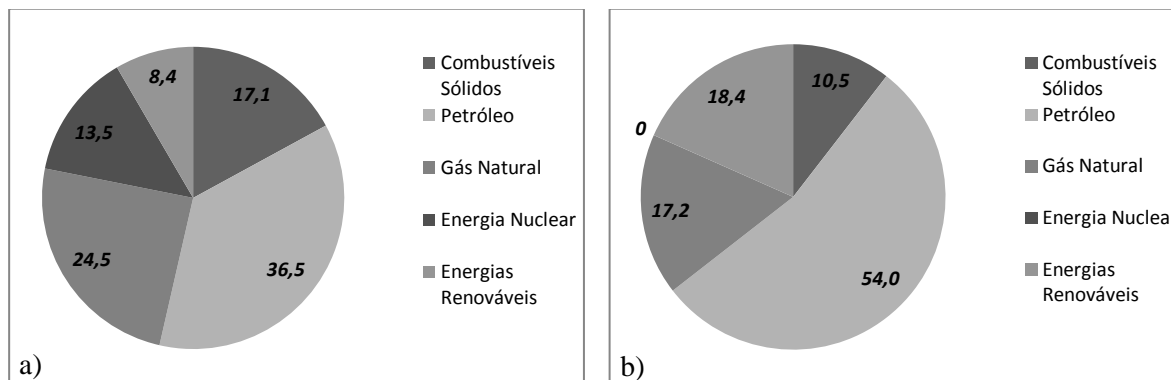 8,4
17,1
13,5
24,5
36,5
Combustíveis
Sólidos
Petróleo
Gás Natural
Energia Nuclear
Energias
Renováveis
a)
10,5
18,4
0
17,2
54,0
Combustíveis
Sólidos
Petróleo
Gás Natural
Energia Nuclea
Energias
Renováveis
b)